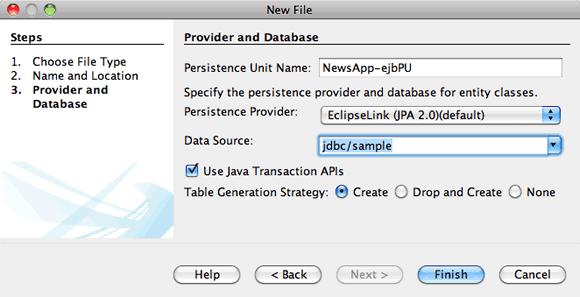 New File
Steps
1. Choose File Type
2. Name and Location
3. Provider and
Database
Provider and Database
Persistence Unit Name: NewsApp-ejbPU
Specify the persistence provider and database for entity classes.
Persistence Provider: EclipseLink (JPA 2.0)(default)
Data Source: jdbc/sample
Use Java Transaction APIs
Table Generation Strategy: Create Drop and Create None
Help < Back Next > Finish Cancel